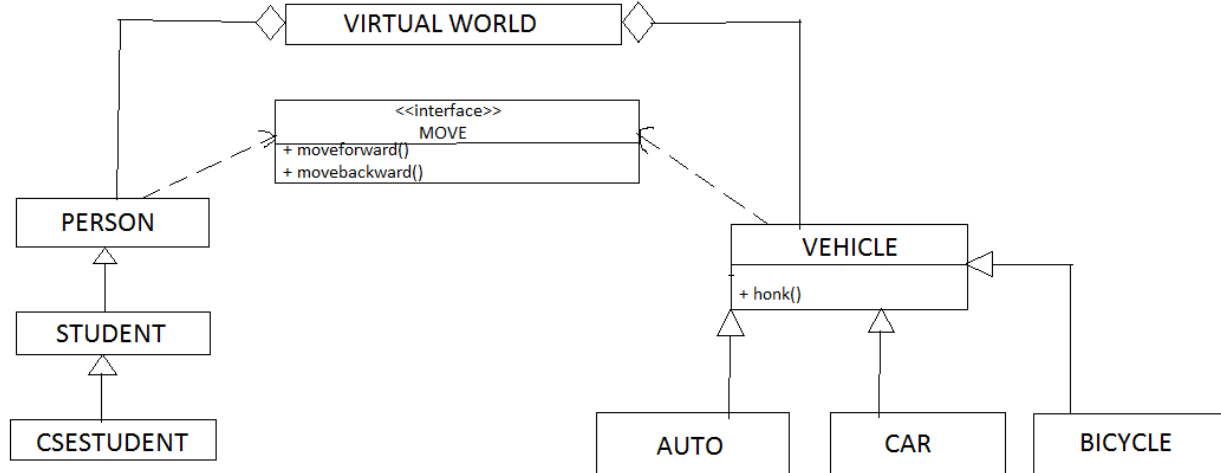 VIRTUAL WORLD
<<interface>>
MOVE
+ moveforward()
+ movebackward()
PERSON
VEHICLE
+ honk()
STUDENT
CSESTUDENT
AUTO
CAR
BICYCLE